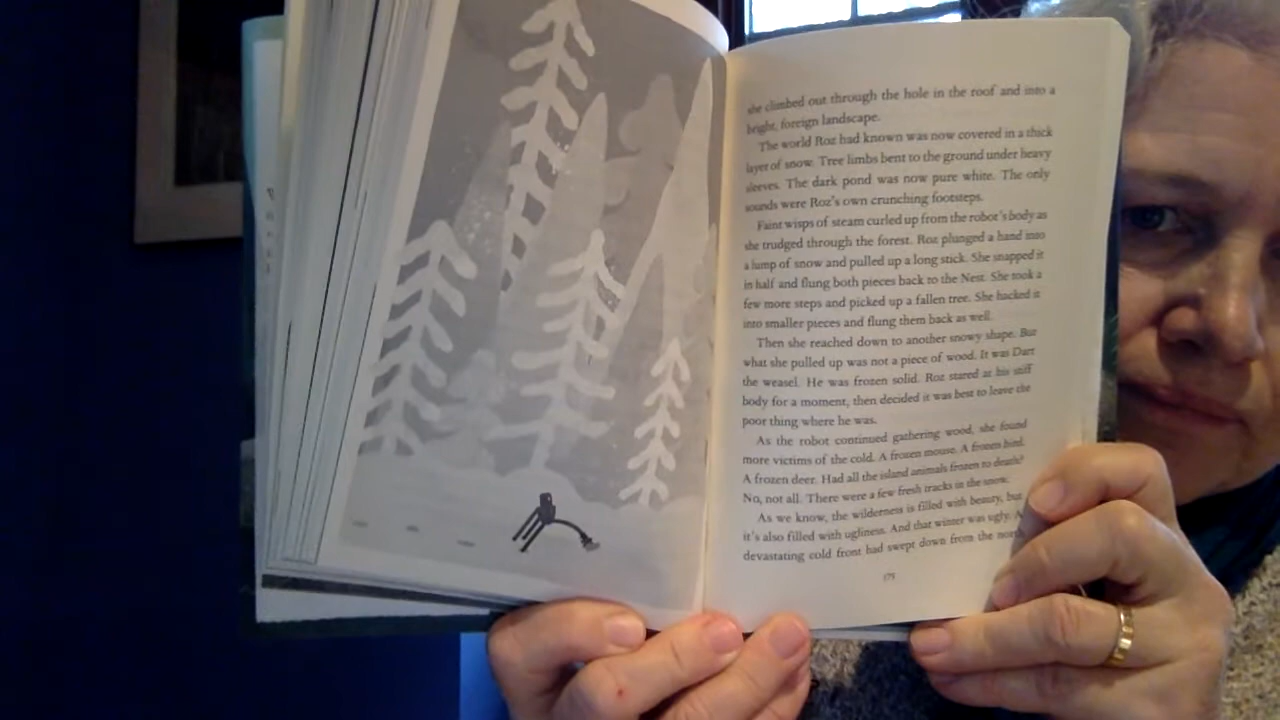 she climbed out through the hole in the roof and into a
bright, foreign landscape.
The world Roz had known was now covered in a thick
layer of snow. Tree limbs bent to the ground under heavy
sleeves. The dark pond was now pure white. The only
sounds were Roz's own crunching footsteps.
Faint wisps of steam curled up from the robot's body as
she trudged through the forest. Roz plunged a hand into
a lump of snow and pulled up a long stick. She snapped it
in half and flung both pieces back to the Nest. She took a
few more steps and picked up a fallen tree. She hacked it
into smaller pieces and flung them back as well.
Then she reached down to another snowy shape. But
what she pulled up was not a piece of wood. It was Dart
the weasel. He was frozen solid. Roz stared at his stiff
body for a moment, then decided it was best to leave the
poor thing where he was.
As the robot continued gathering wood, she found
more victims of the cold. A frozen mouse. A frozen bird.
A frozen deer. Had all the island animals frozen to death?
No, not all. There were a few fresh tracks in the snow.
As we know, the wilderness is filled with beauty, but
it's also filled with ugliness. And that winter was ugly. A
devastating cold front had swept down from the north
175